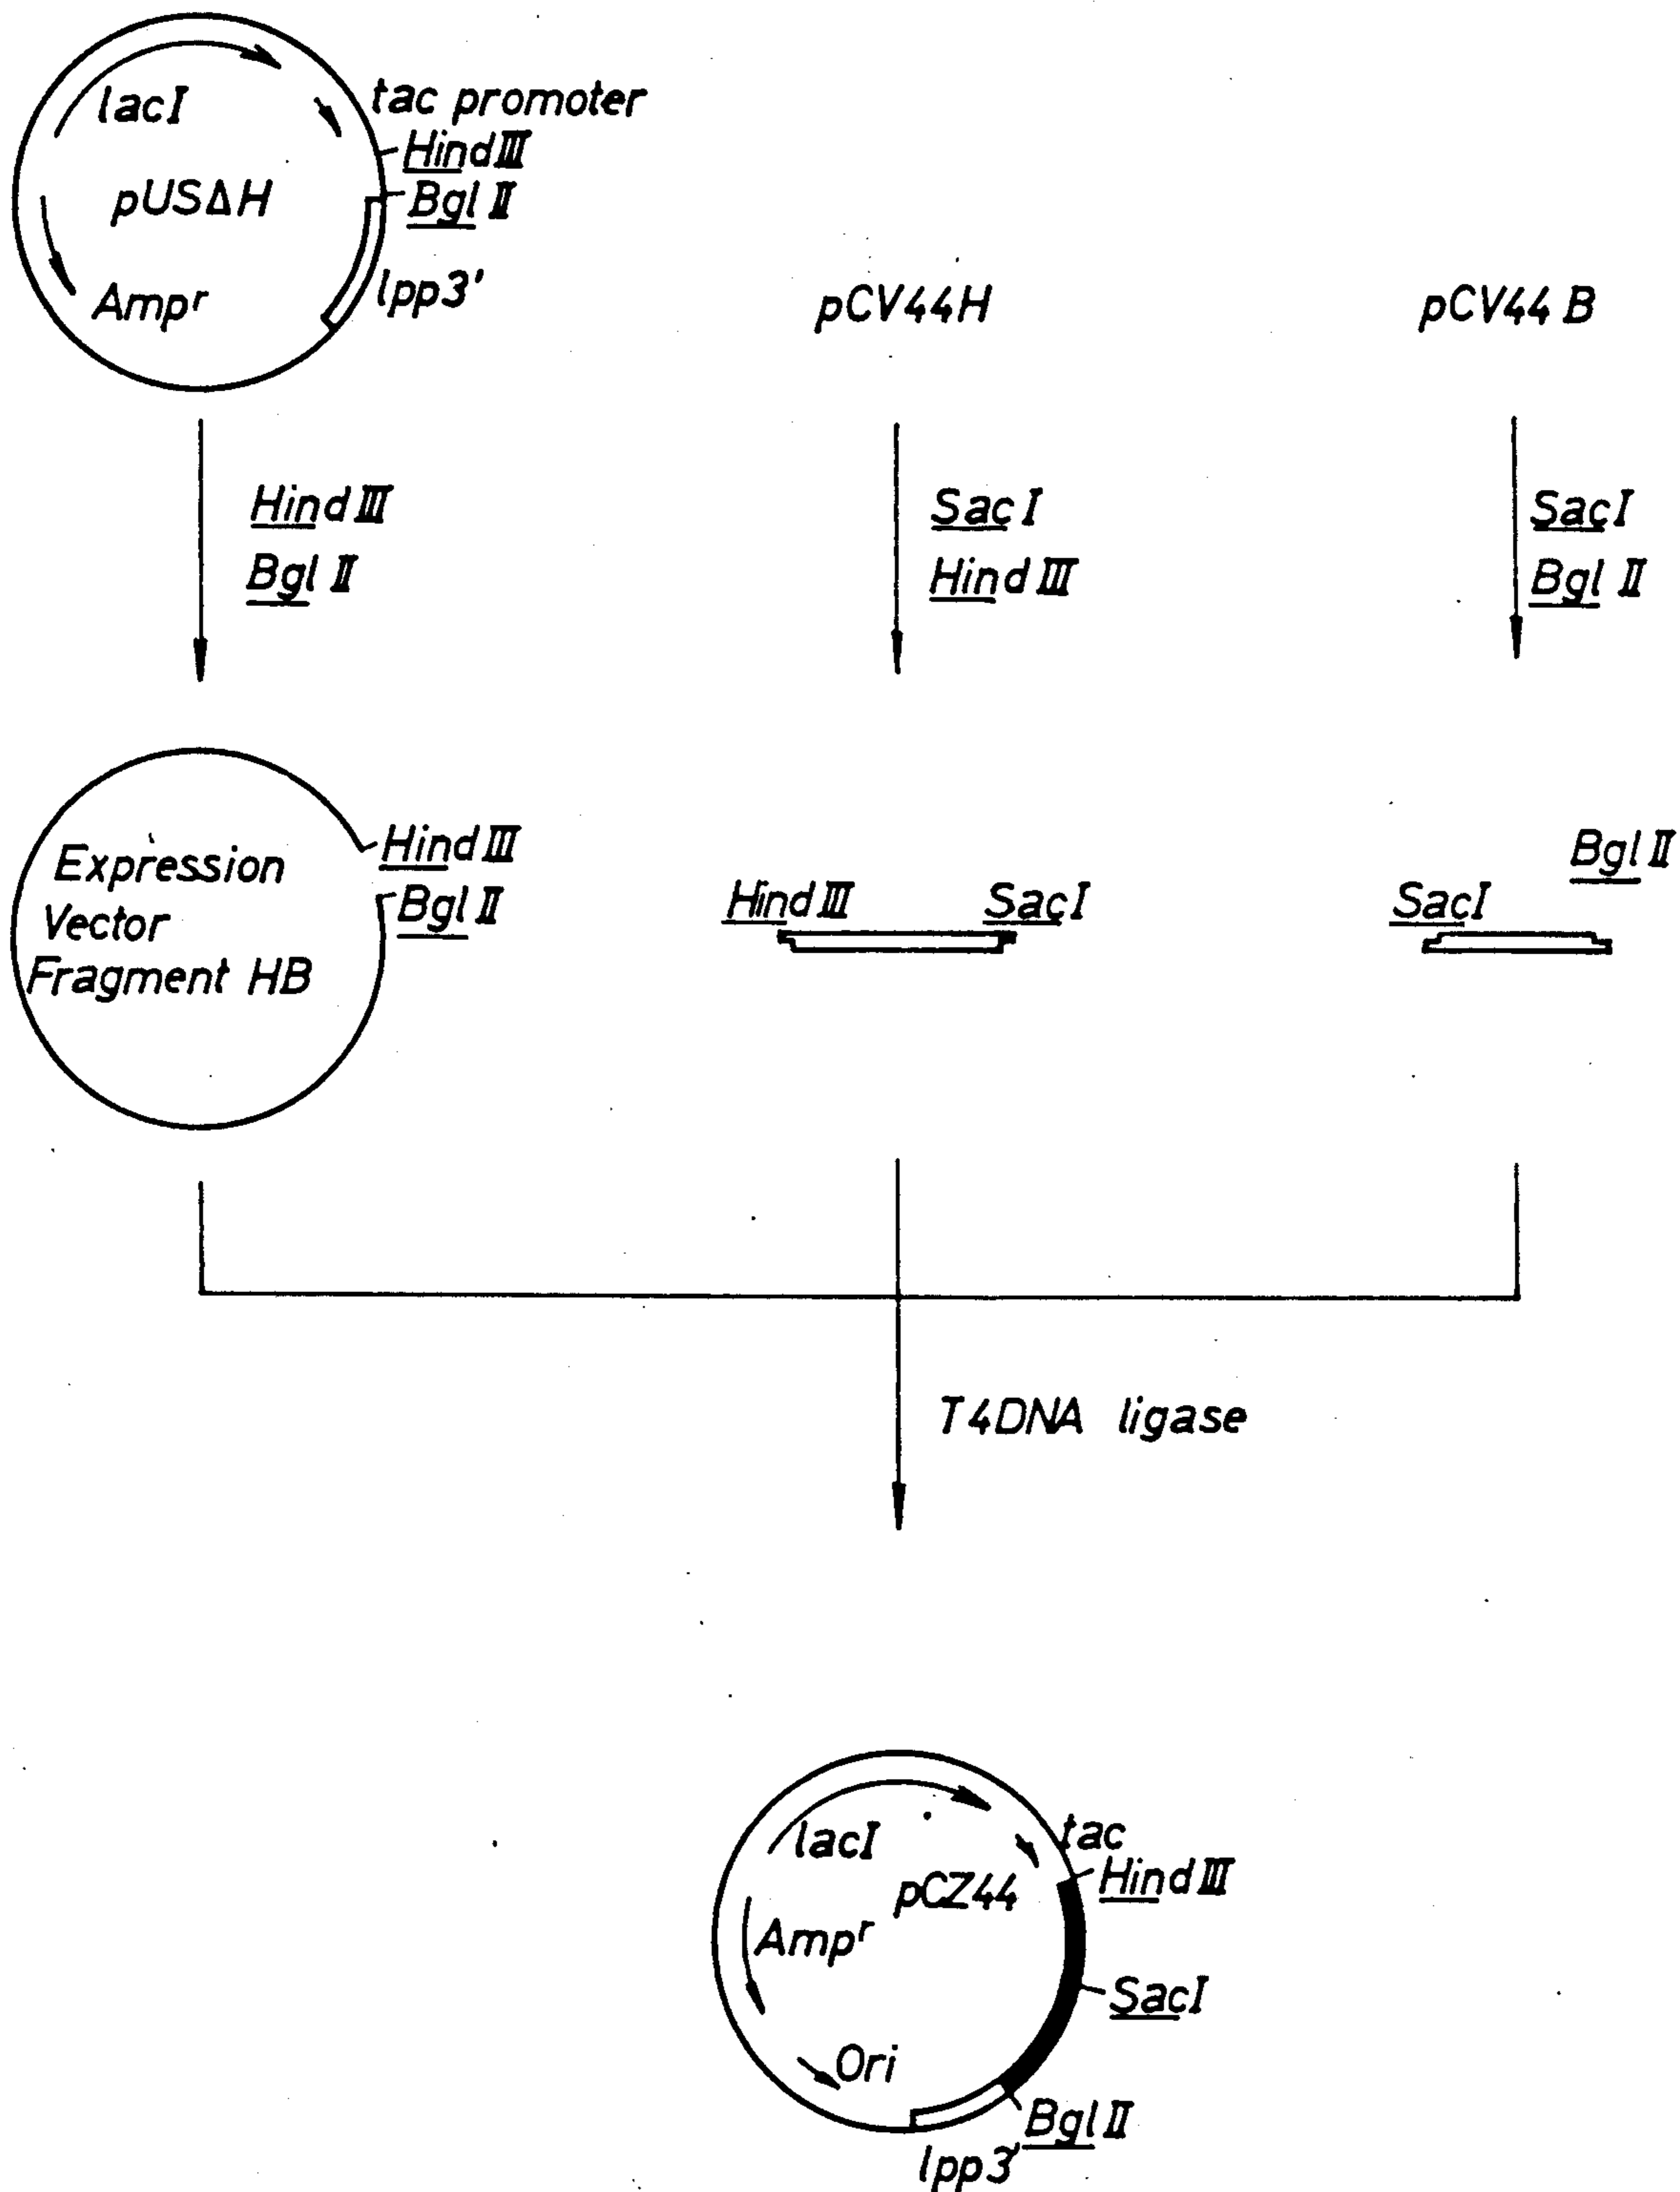 lacI
tac promoter
HindIII
pUSΔH
BglII
Ampʳ
lpp3'
pCV44H
pCV44B
HindIII
BglII
SacI
HindIII
SacI
BglII
Expression
Vector
Fragment HB
HindIII
BglII
HindIII
SacI
SacI
BglII
T4DNA ligase
lacI
tac
HindIII
pCZ44
Ampʳ
SacI
Ori
BglII
lpp3'